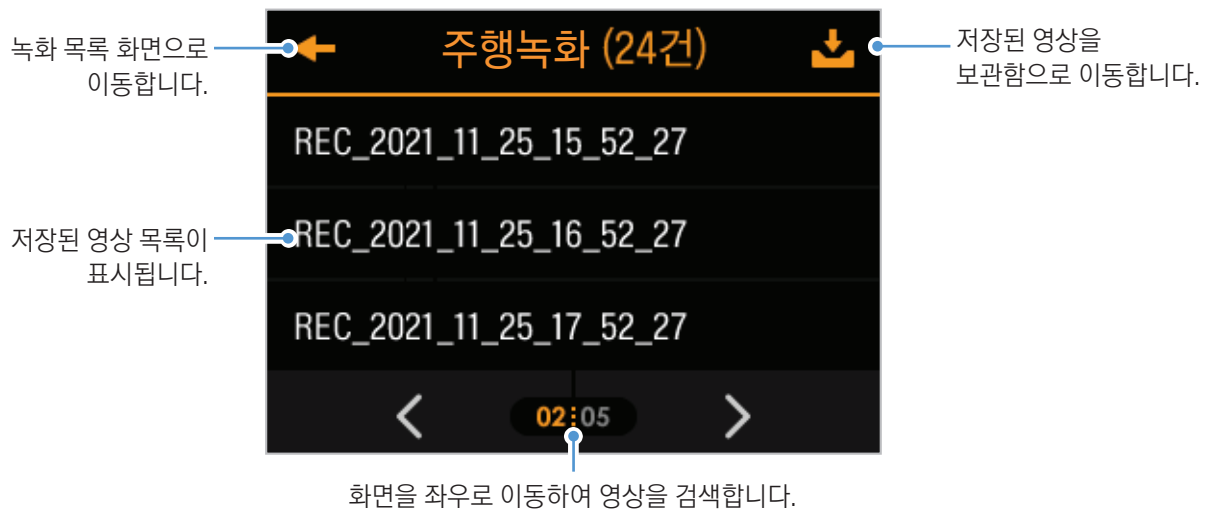 녹화 목록 화면으로
이동합니다.
주행녹화 (24건)
저장된 영상을
보관함으로 이동합니다.
REC_2021_11_25_15_52_27
저장된 영상 목록이
표시됩니다.
REC_2021_11_25_16_52_27
REC_2021_11_25_17_52_27
02 05
화면을 좌우로 이동하여 영상을 검색합니다.